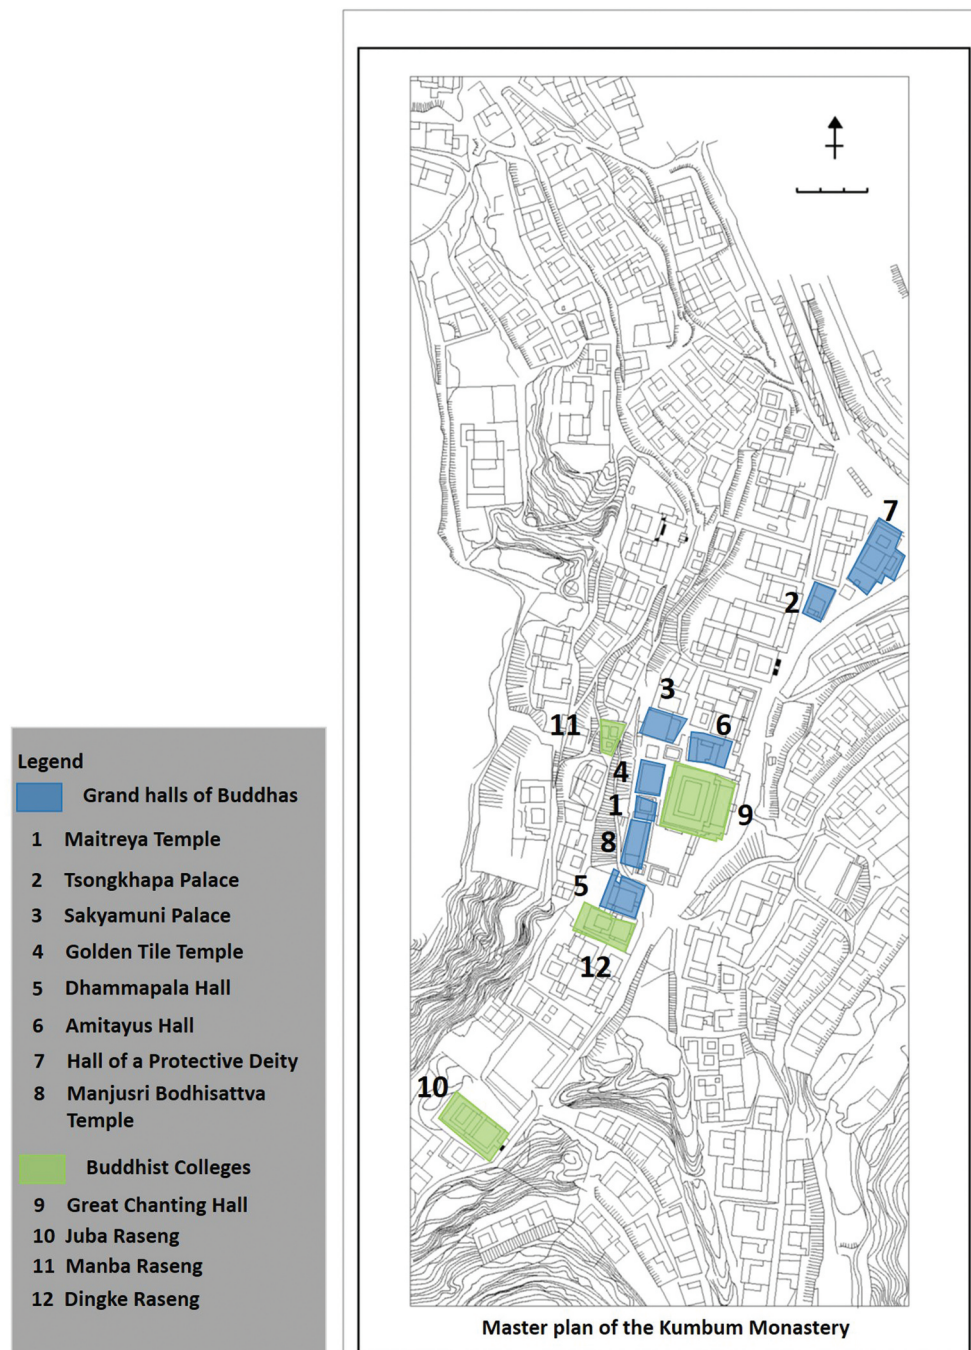 Legend
Grand halls of Buddhas
1 Maitreya Temple
2 Tsongkhapa Palace
3 Sakyamuni Palace
4 Golden Tile Temple
5 Dhammapala Hall
6 Amitayus Hall
7 Hall of a Protective Deity
8 Manjusri Bodhisattva
Temple
Buddhist Colleges
9 Great Chanting Hall
10 Juba Raseng
11 Manba Raseng
12 Dingke Raseng
7
2
3
11
6
4
1
9
8
5
12
10
Master plan of the Kumbum Monastery